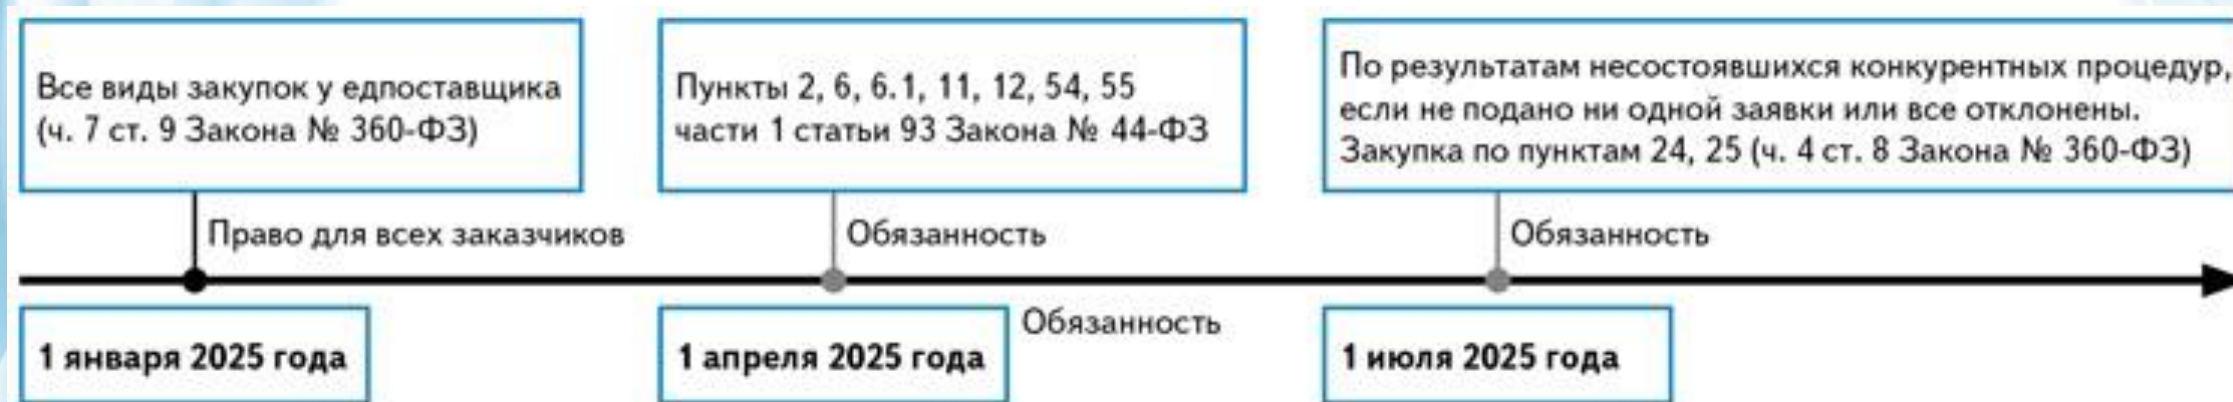 Все виды закупок у едпоставщика
(ч. 7 ст. 9 Закона № 360-ФЗ)
Пункты 2, 6, 6.1, 11, 12, 54, 55
части 1 статьи 93 Закона № 44-ФЗ
По результатам несостоявшихся конкурентных процедур,
если не подано ни одной заявки или все отклонены.
Закупка по пунктам 24, 25 (ч. 4 ст. 8 Закона № 360-ФЗ)
Право для всех заказчиков
Обязанность
Обязанность
Обязанность
1 января 2025 года
1 апреля 2025 года
1 июля 2025 года